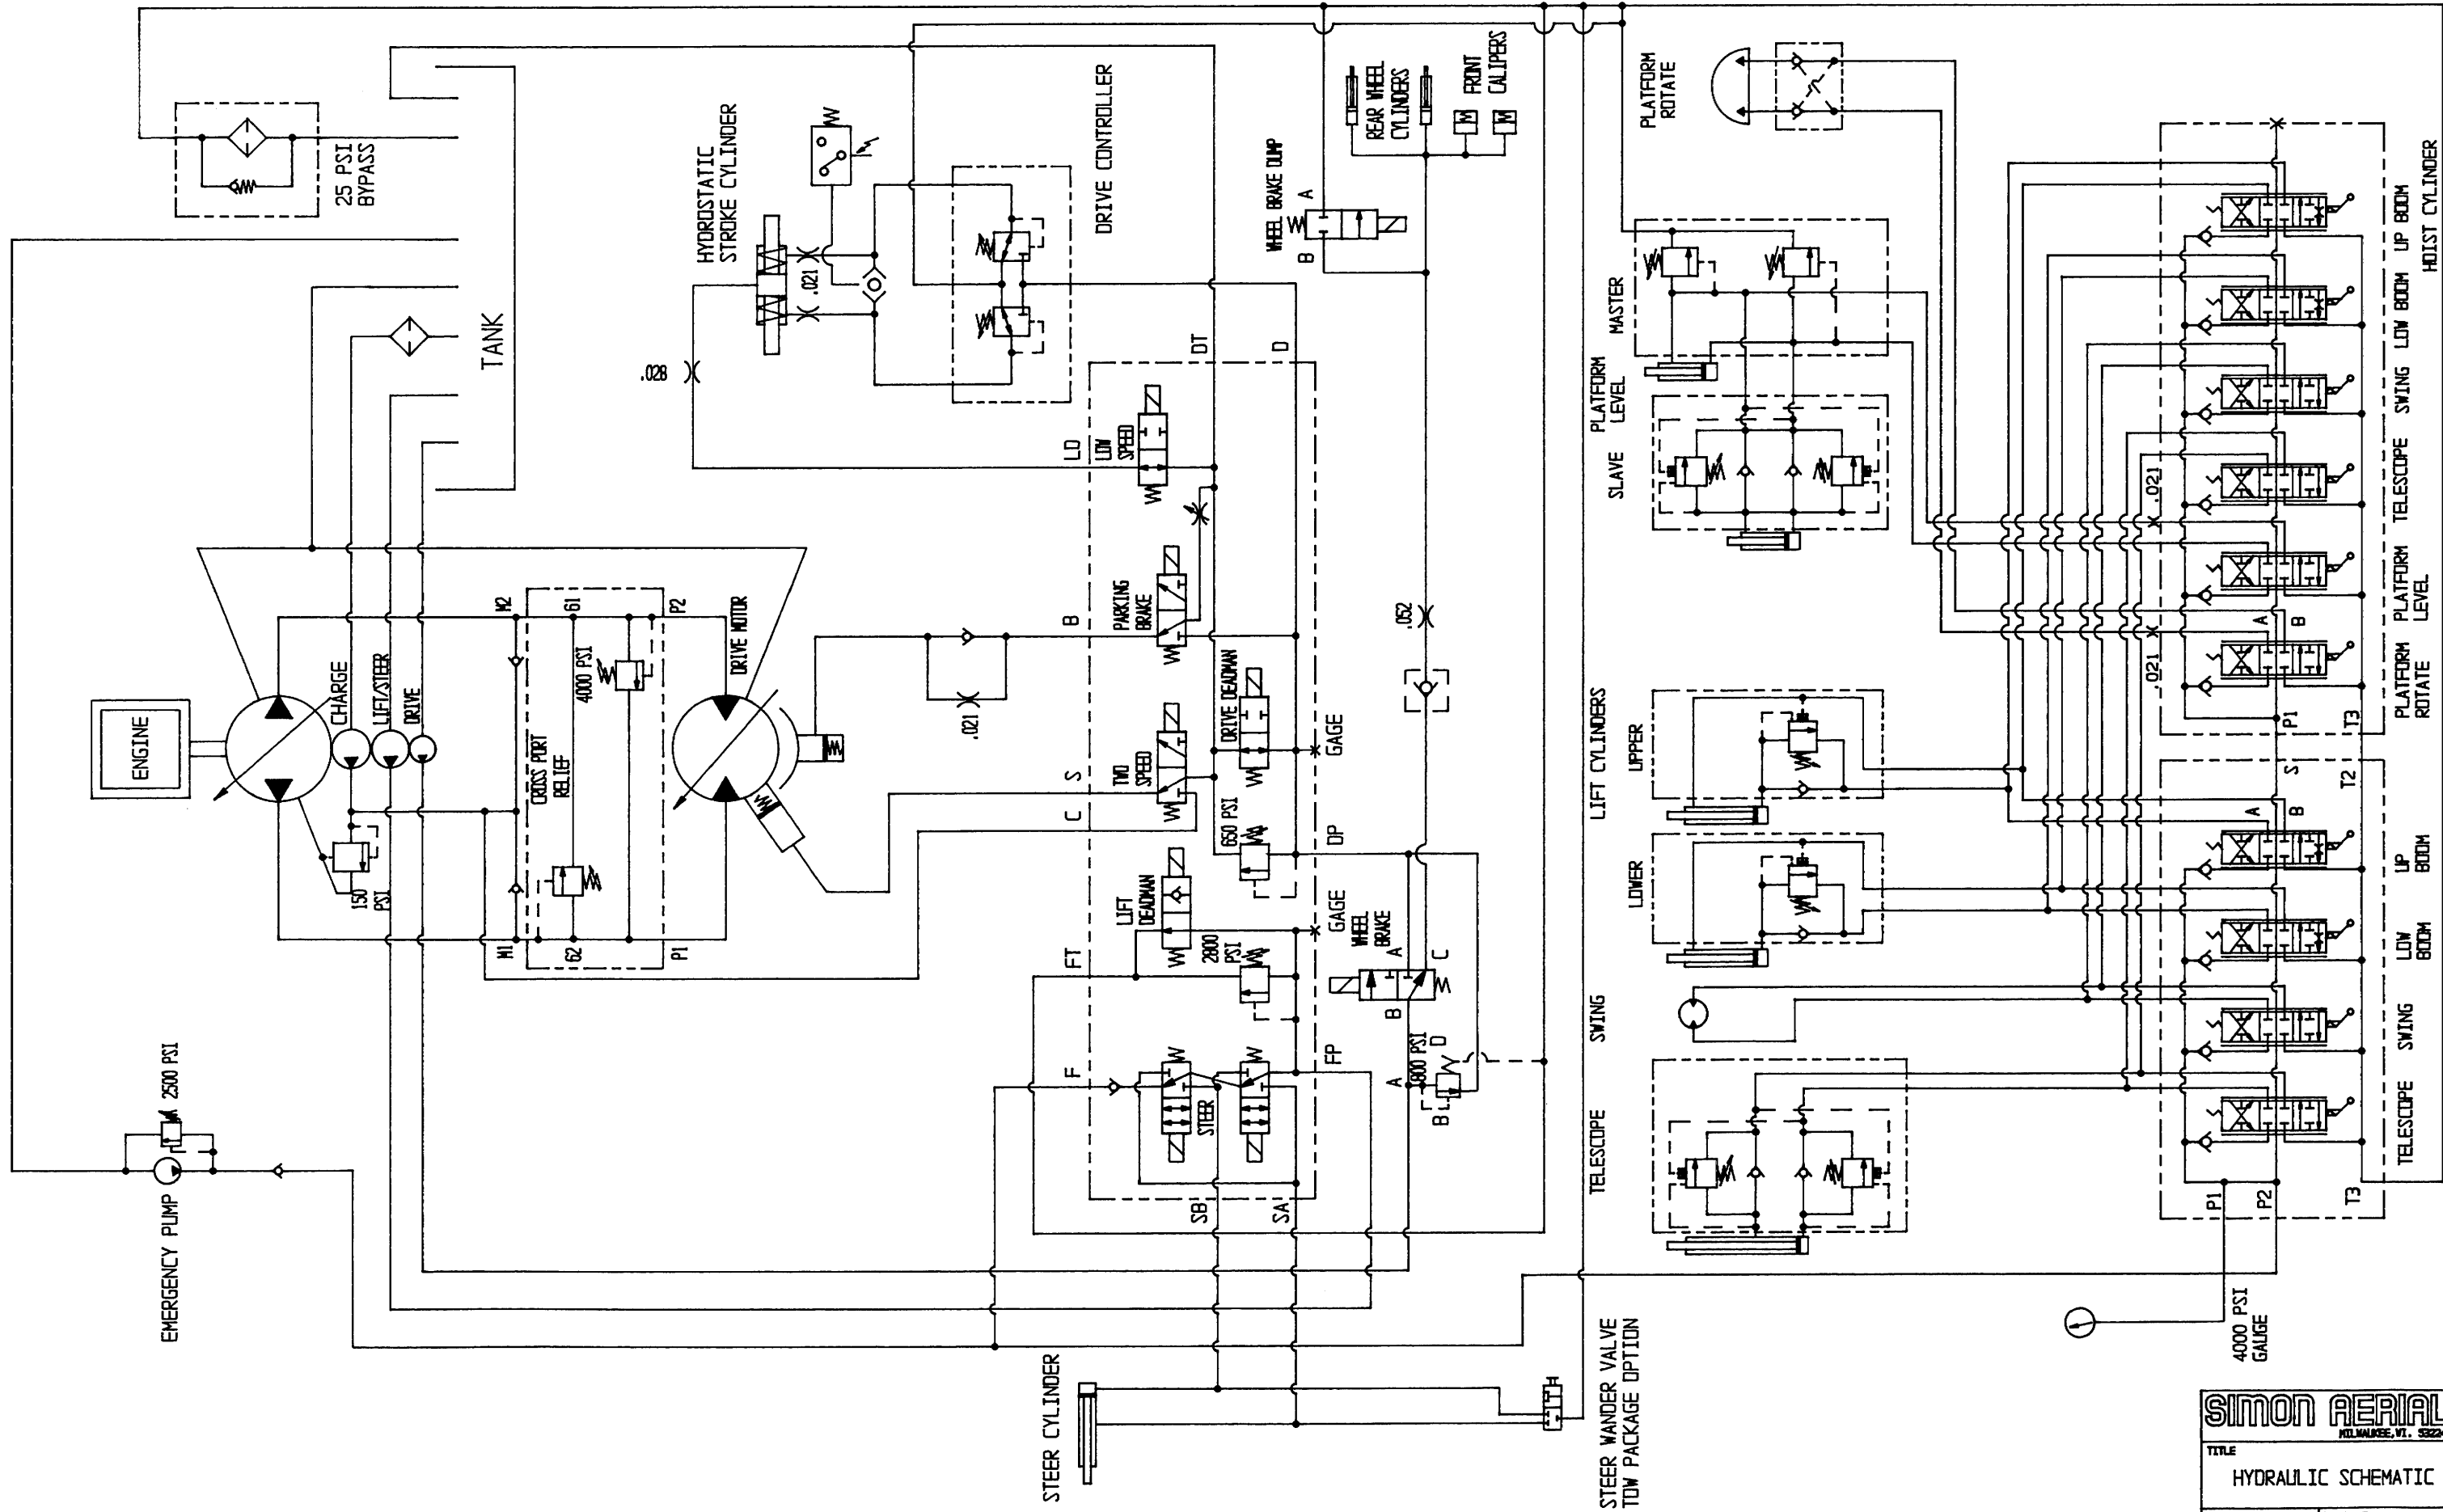 EMERGENCY PUMP
2500 PSI
ENGINE
CHARGE
LIFT/STEER
DRIVE
150
PSI
25 PSI
BYPASS
TANK
M1
M2
CROSS PORT
RELIEF
4000 PSI
61
62
P1
P2
DRIVE MOTOR
.021
.028
HYDROSTATIC
STROKE CYLINDER
.021
DRIVE CONTROLLER
F
FT
C
S
B
LD
DT
D
LIFT
DEADMAN
2800
PSI
TWO
SPEED
650 PSI
DRIVE DEADMAN
PARKING
BRAKE
LOW
SPEED
STEER
SB
SA
FP
GAGE
DP
GAGE
WHEEL
BRAKE
A
B
C
A
B
D
800 PSI
.052
WHEEL BRAKE DUMP
B
A
REAR WHEEL
CYLINDERS
FRONT
CALIPERS
M
M
STEER CYLINDER
STEER WANDER VALVE
TOW PACKAGE OPTION
TELESCOPE
SWING
LIFT CYLINDERS
LOWER
UPPER
SLAVE
PLATFORM
LEVEL
MASTER
PLATFORM
ROTATE
.021
.021
4000 PSI
GAUGE
P1
P2
T3
A
B
S
T2
P1
T3
A
B
TELESCOPE
SWING
LOW
BOOM
UP
BOOM
PLATFORM
ROTATE
PLATFORM
LEVEL
TELESCOPE
SWING
LOW BOOM
UP BOOM
HOIST CYLINDER
SIMON AERIAL
MILWAUKEE, WI. 53224
TITLE
HYDRAULIC SCHEMATIC